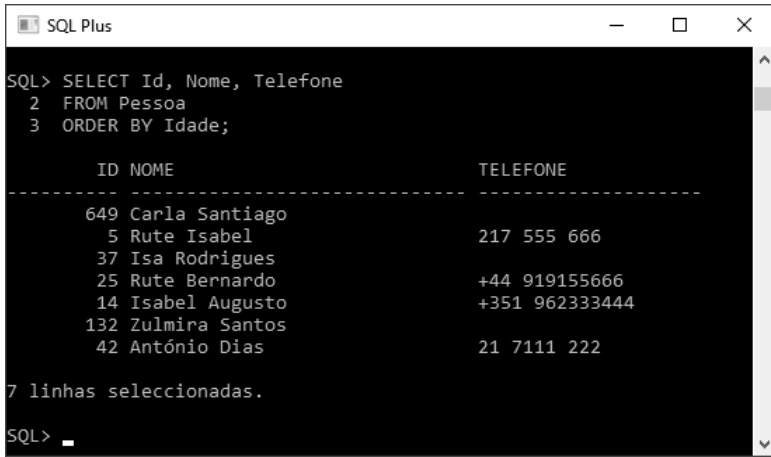 SQL Plus
SQL> SELECT Id, Nome, Telefone
2 FROM Pessoa
3 ORDER BY Idade;
ID NOME TELEFONE
---------- ------------------------------ --------------------
649 Carla Santiago
5 Rute Isabel 217 555 666
37 Isa Rodrigues
25 Rute Bernardo +44 919155666
14 Isabel Augusto +351 962333444
132 Zulmira Santos
42 António Dias 21 7111 222
7 linhas seleccionadas.
SQL>